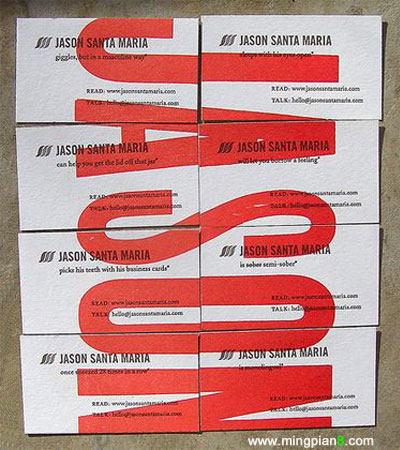 JASON SANTA MARIA
giggles, but in a masculine way*
READ: www.jasonsantamaria.com
TALK: hello@jasonsantamaria.com
JASON SANTA MARIA
sleeps with his eyes open*
READ: www.jasonsantamaria.com
TALK: hello@jasonsantamaria.com
JASON SANTA MARIA
can help you get the lid off that jar*
READ: www.jasonsantamaria.com
TALK: hello@jasonsantamaria.com
JASON SANTA MARIA
will let you borrow a feeling*
READ: www.jasonsantamaria.com
TALK: hello@jasonsantamaria.com
JASON SANTA MARIA
picks his teeth with his business cards*
READ: www.jasonsantamaria.com
TALK: hello@jasonsantamaria.com
JASON SANTA MARIA
is sober semi-sober*
READ: www.jasonsantamaria.com
TALK: hello@jasonsantamaria.com
JASON SANTA MARIA
once sneezed 28 times in a row*
READ: www.jasonsantamaria.com
TALK: hello@jasonsantamaria.com
JASON SANTA MARIA
is monolingual*
READ: www.jasonsantamaria.com
TALK: hello@jasonsantamaria.com
www.mingpian8.com